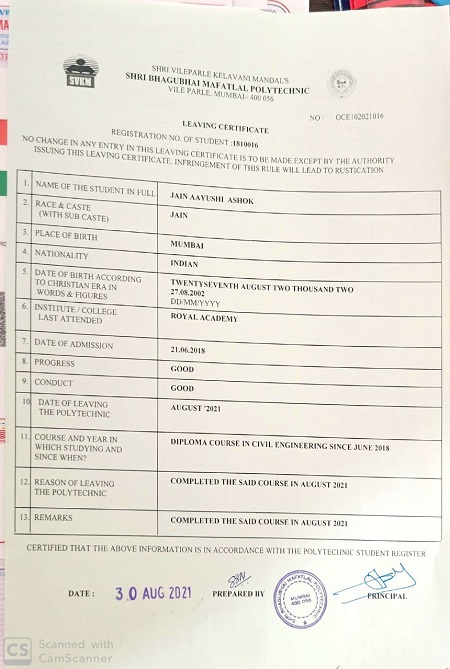 SVKM
SHRI VILEPARLE KELAVANI MANDAL'S
SHRI BHAGUBHAI MAFATLAL POLYTECHNIC
VILE PARLE, MUMBAI– 400 056
NO : OCE102021016
LEAVING CERTIFICATE
REGISTRATION NO. OF STUDENT :1810016
NO CHANGE IN ANY ENTRY IN THIS LEAVING CERTIFICATE IS TO BE MADE EXCEPT BY THE AUTHORITY
ISSUING THIS LEAVING CERTIFICATE. INFRINGEMENT OF THIS RULE WILL LEAD TO RUSTICATION
1. NAME OF THE STUDENT IN FULL JAIN AAYUSHI ASHOK
2. RACE & CASTE JAIN
(WITH SUB CASTE)
3. PLACE OF BIRTH MUMBAI
4. NATIONALITY INDIAN
5. DATE OF BIRTH ACCORDING TWENTYSEVENTH AUGUST TWO THOUSAND TWO
TO CHRISTIAN ERA IN 27.08.2002
WORDS & FIGURES DD/MM/YYYY
6. INSTITUTE / COLLEGE ROYAL ACADEMY
LAST ATTENDED
7. DATE OF ADMISSION 21.06.2018
8. PROGRESS GOOD
9. CONDUCT GOOD
10. DATE OF LEAVING AUGUST '2021
THE POLYTECHNIC
11. COURSE AND YEAR IN DIPLOMA COURSE IN CIVIL ENGINEERING SINCE JUNE 2018
WHICH STUDYING AND
SINCE WHEN?
12. REASON OF LEAVING COMPLETED THE SAID COURSE IN AUGUST 2021
THE POLYTECHNIC
13. REMARKS COMPLETED THE SAID COURSE IN AUGUST 2021
CERTIFIED THAT THE ABOVE INFORMATION IS IN ACCORDANCE WITH THE POLYTECHNIC STUDENT REGISTER
DATE : 30 AUG 2021 PREPARED BY PRINCIPAL
SHRI BHAGUBHAI MAFATLAL POLYTECHNIC
MUMBAI
400 056
CS Scanned with
CamScanner